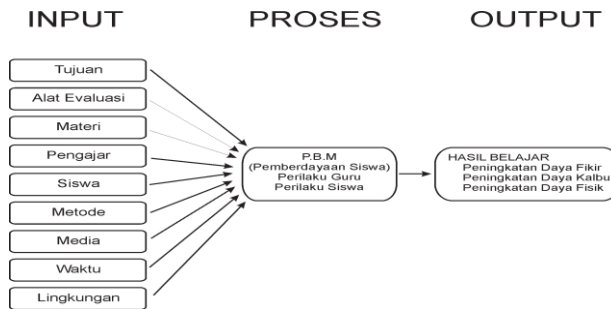 INPUT
PROSES
OUTPUT
Tujuan
Alat Evaluasi
Materi
Pengajar
Siswa
Metode
Media
Waktu
Lingkungan
P.B.M
(Pemberdayaan Siswa)
Perilaku Guru
Perilaku Siswa
HASIL BELAJAR
Peningkatan Daya Fikir
Peningkatan Daya Kalbu
Peningkatan Daya Fisik